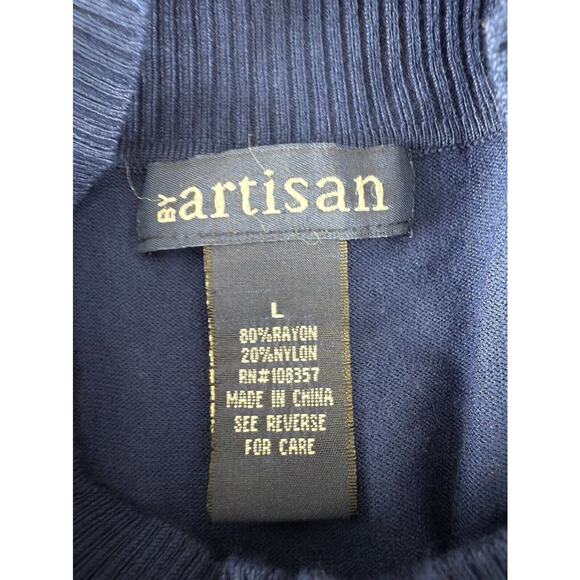 BY artisan
L
80%RAYON
20%NYLON
RN#108357
MADE IN CHINA
SEE REVERSE
FOR CARE